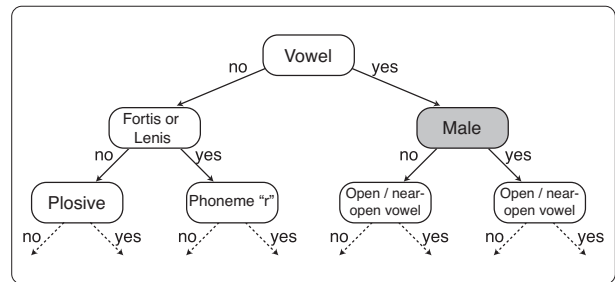 Vowel
no
yes
Fortis or
Lenis
Male
no
yes
no
yes
Plosive
Phoneme "r"
Open / near-
open vowel
Open / near-
open vowel
no
yes
no
yes
no
yes
no
yes